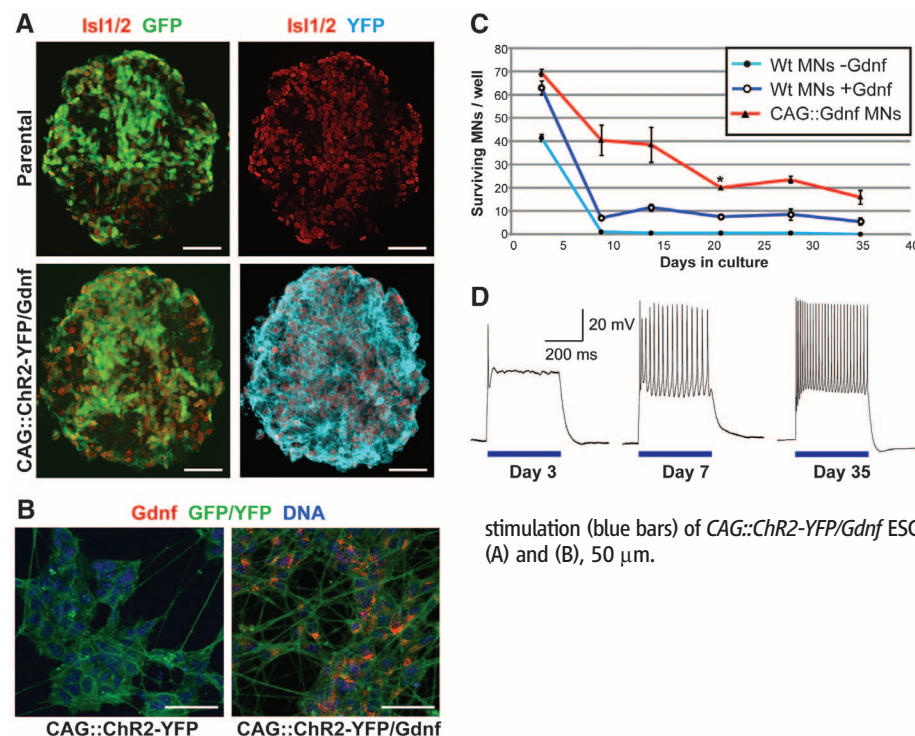 A
Isl1/2 GFP
Isl1/2 YFP
Parental
CAG::ChR2-YFP/Gdnf
B
Gdnf GFP/YFP DNA
CAG::ChR2-YFP
CAG::ChR2-YFP/Gdnf
C
Surviving MNs / well
80
70
60
50
40
30
20
10
0
0
5
10
15
20
25
30
35
40
Days in culture
Wt MNs -Gdnf
Wt MNs +Gdnf
CAG::Gdnf MNs
*
D
20 mV
200 ms
Day 3
Day 7
Day 35
stimulation (blue bars) of CAG::ChR2-YFP/Gdnf ESC
(A) and (B), 50 μm.